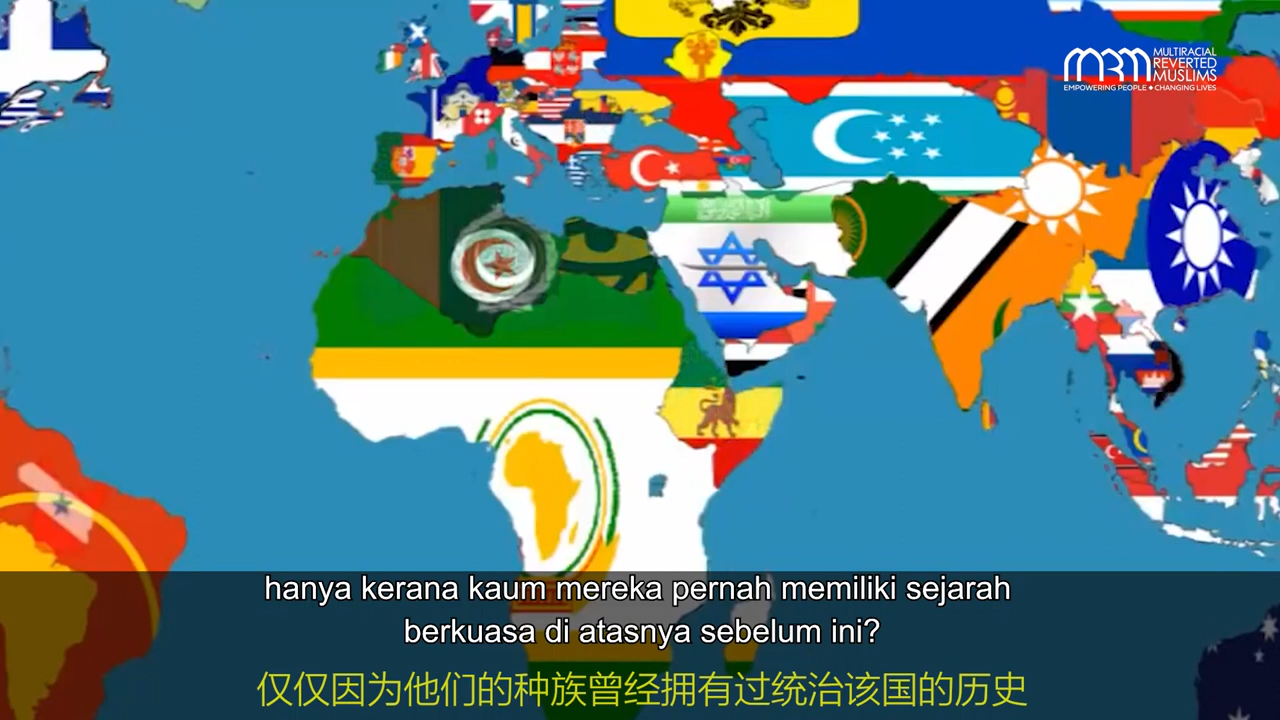 MRM
MULTIRACIAL
REVERTED
MUSLIMS
EMPOWERING PEOPLE • CHANGING LIVES
hanya kerana kaum mereka pernah memiliki sejarah
berkuasa di atasnya sebelum ini?
仅仅因为他们的种族曾经拥有过统治该国的历史